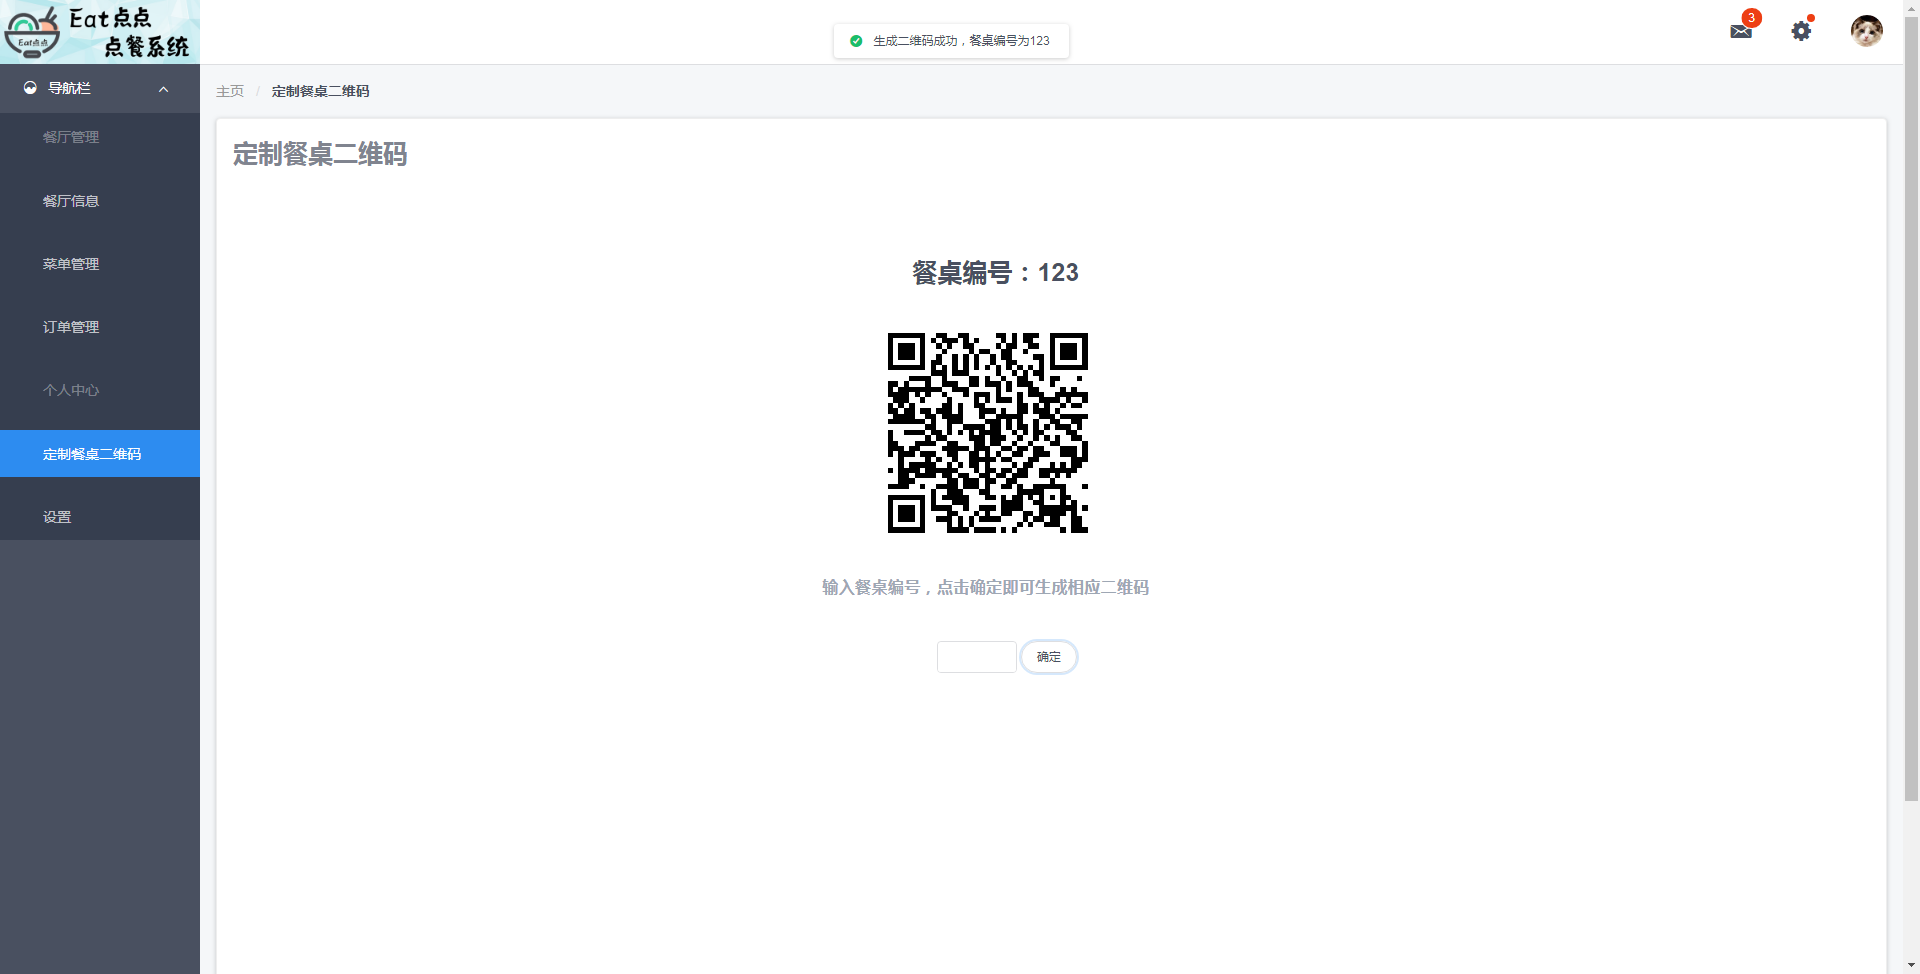 Eat点点
点餐系统
Eat点点
生成二维码成功，餐桌编号为123
3
导航栏
主页 / 定制餐桌二维码
餐厅管理
定制餐桌二维码
餐厅信息
菜单管理
餐桌编号：123
订单管理
个人中心
定制餐桌二维码
设置
输入餐桌编号，点击确定即可生成相应二维码
确定